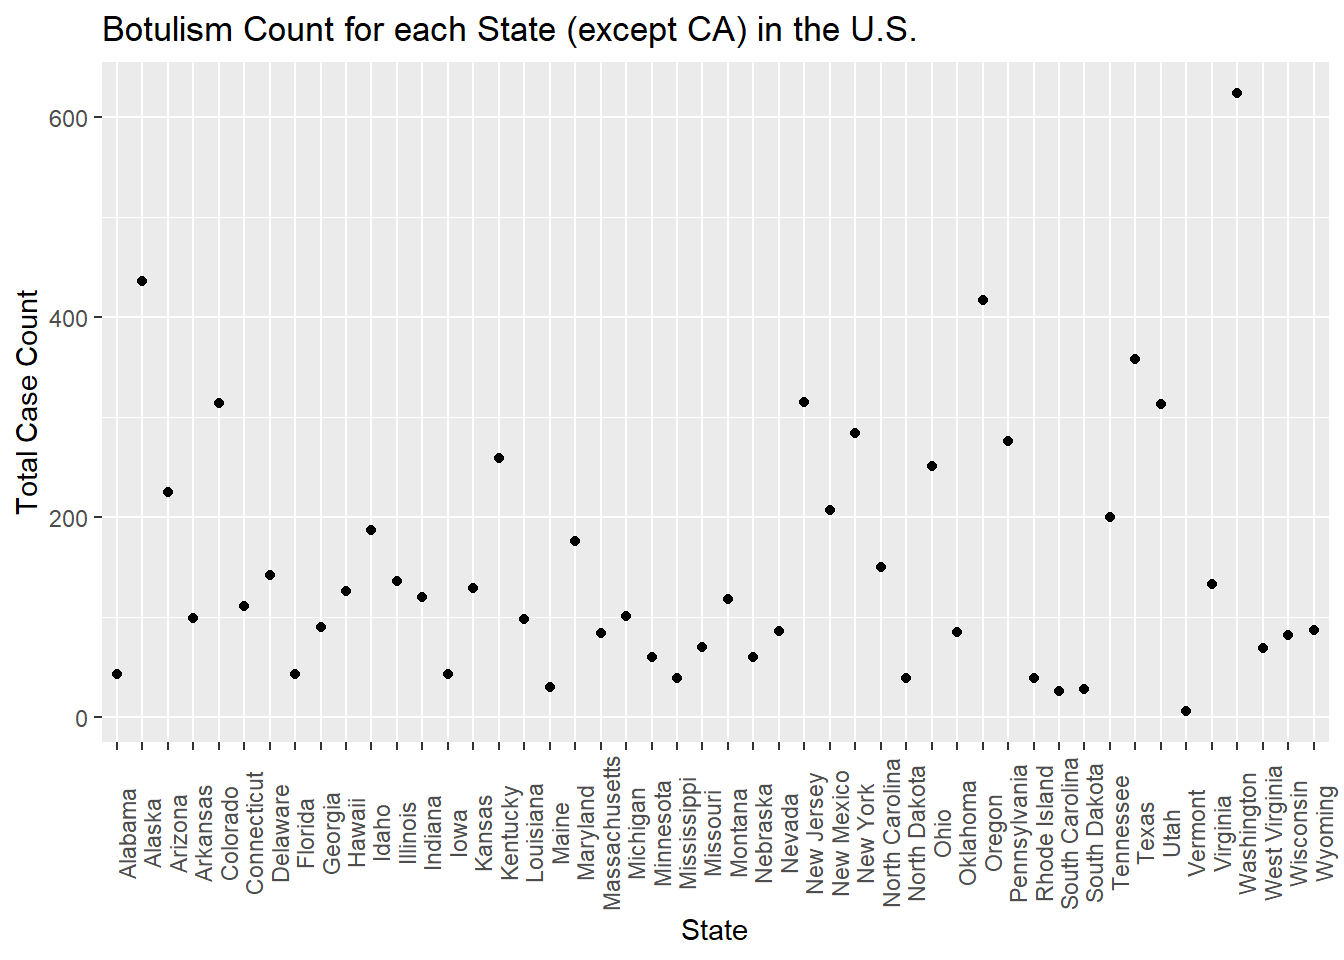 Botulism Count for each State (except CA) in the U.S.
Total Case Count
600
400
200
0
Alabama
Alaska
Arizona
Arkansas
Colorado
Connecticut
Delaware
Florida
Georgia
Hawaii
Idaho
Illinois
Indiana
Iowa
Kansas
Kentucky
Louisiana
Maine
Maryland
Massachusetts
Michigan
Minnesota
Mississippi
Missouri
Montana
Nebraska
Nevada
New Jersey
New Mexico
New York
North Carolina
North Dakota
Ohio
Oklahoma
Oregon
Pennsylvania
Rhode Island
South Carolina
South Dakota
Tennessee
Texas
Utah
Vermont
Virginia
Washington
West Virginia
Wisconsin
Wyoming
State